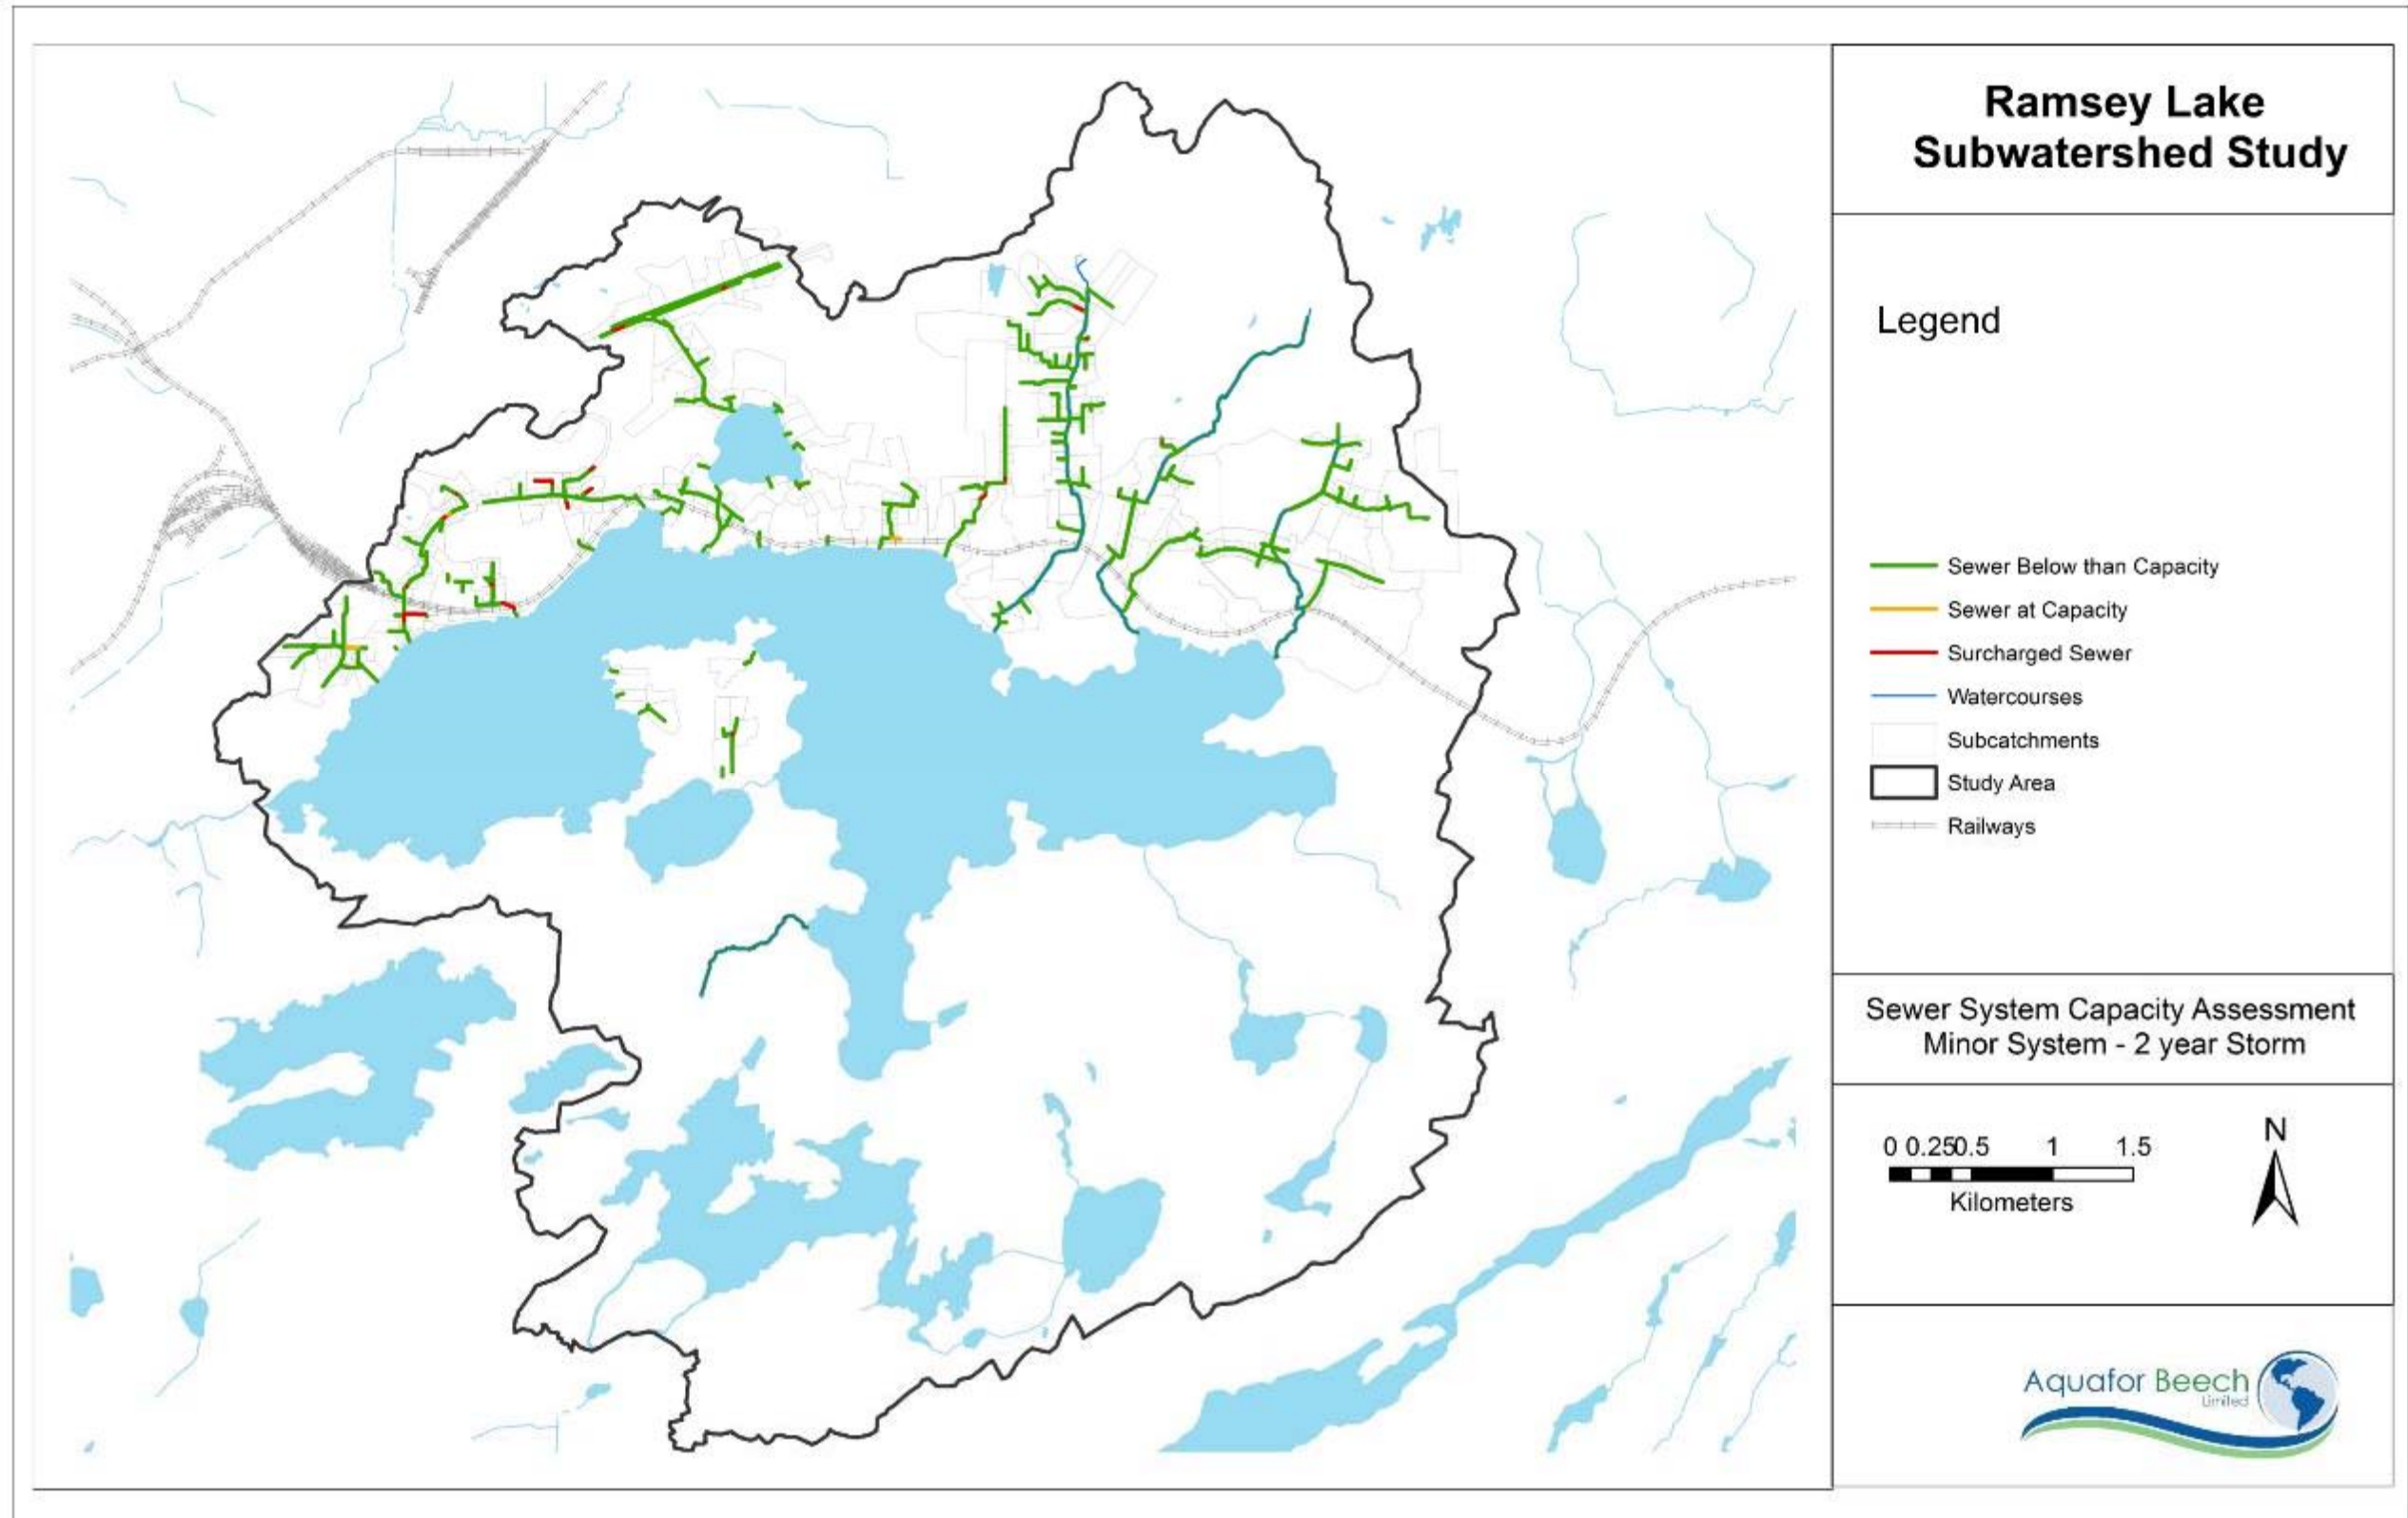 Ramsey Lake
Subwatershed Study
Legend
Sewer Below than Capacity
Sewer at Capacity
Surcharged Sewer
Watercourses
Subcatchments
Study Area
Railways
Sewer System Capacity Assessment
Minor System - 2 year Storm
0 0.250.5 1 1.5
Kilometers
N
Aquafor Beech
Limited